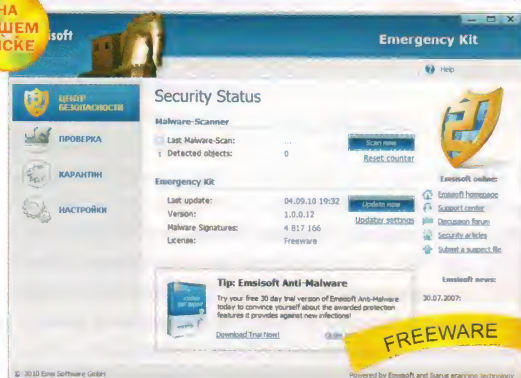 НА
ШЕМ
ИСКЕ
isoft
Emergency Kit
Help
ЦЕНТР
БЕЗОПАСНОСТИ
ПРОВЕРКА
КАРАНТИН
НАСТРОЙКИ
Security Status
Malware-Scanner
Last Malware-Scan: ...
Scan now
Detected objects: 0
Reset counter
Emergency Kit
Last update: 04.09.10 19:32
Update now
Version: 1.0.0.12
Malware Signatures: 4 817 166
Updater settings
License: Freeware
Emsisoft online:
Emsisoft homepage
Support center
Discussion forum
Security articles
Submit a suspect file
Emsisoft news:
30.07.2007:
Tip: Emsisoft Anti-Malware
Try your free 30 day trial version of Emsisoft Anti-Malware
today to convince yourself about the awarded protection
features it provides against new infections!
Download Trial Now!
FREEWARE
© 2010 Emsi Software GmbH
Powered by Emsisoft and Ikarus scanning technology